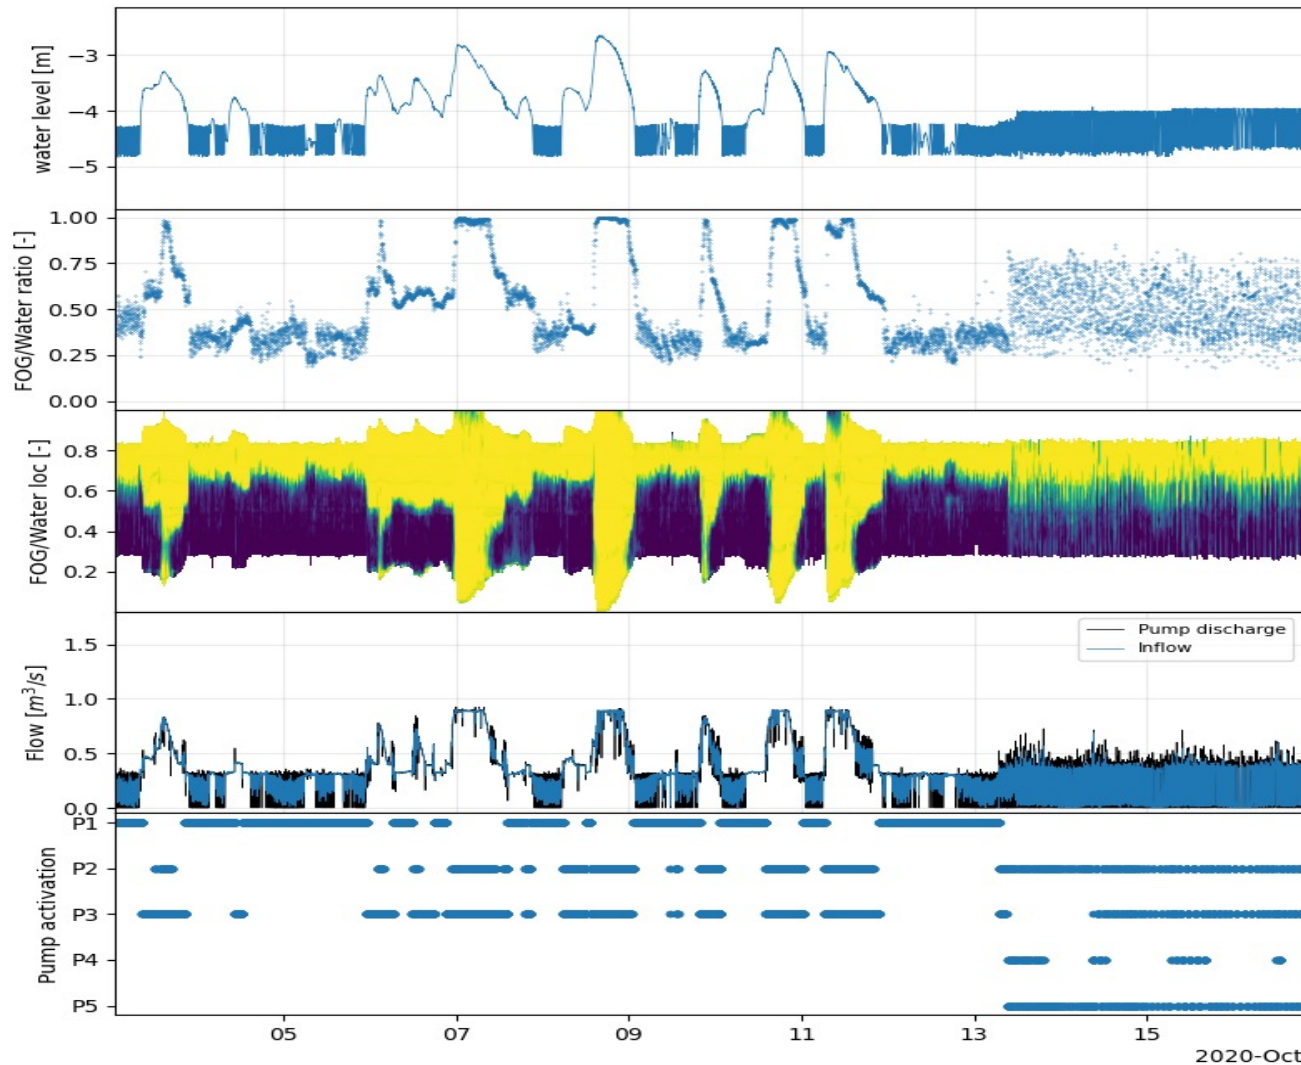 water level [m]
−3
−4
−5
FOG/Water ratio [-]
1.00
0.75
0.50
0.25
0.00
FOG/Water loc [-]
0.8
0.6
0.4
0.2
Flow [m³/s]
1.5
1.0
0.5
0.0
Pump discharge
Inflow
Pump activation
P1
P2
P3
P4
P5
05 07 09 11 13 15
2020-Oct